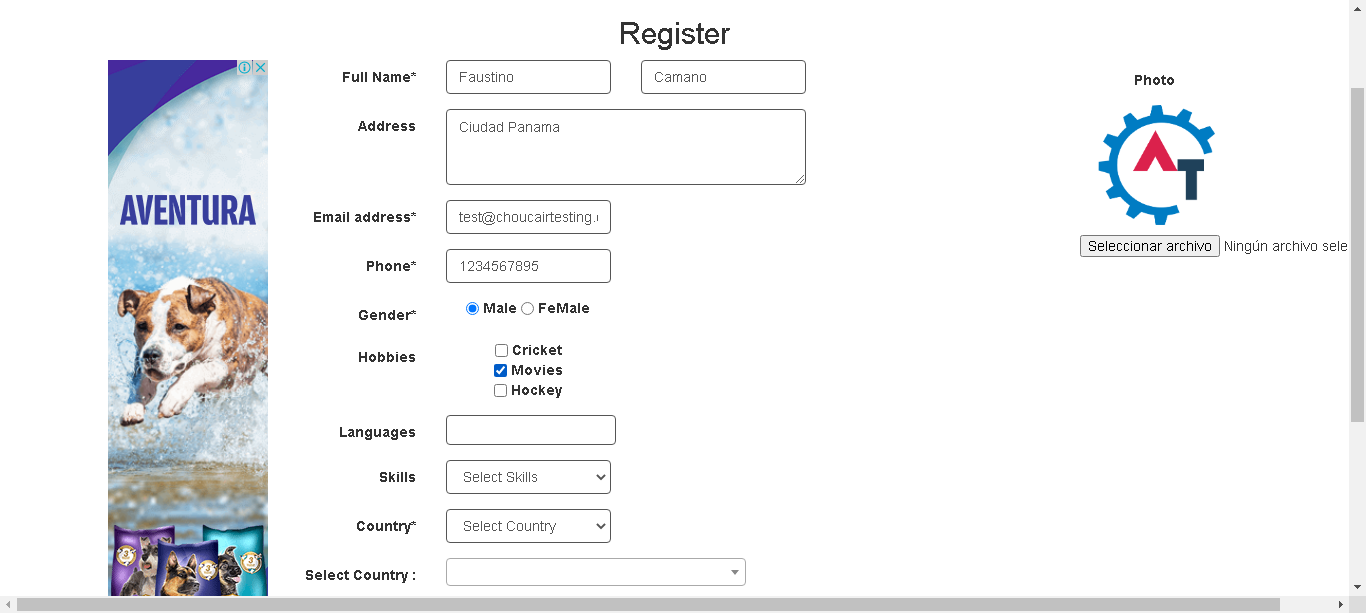 Register
Full Name*
Faustino
Camano
Photo
Address
Ciudad Panama
AVENTURA
AT
Email address*
test@choucairtesting.
Seleccionar archivo
Ningún archivo sele
Phone*
1234567895
Gender*
Male
FeMale
Hobbies
Cricket
Movies
Hockey
Languages
Skills
Select Skills
Country*
Select Country
Select Country :